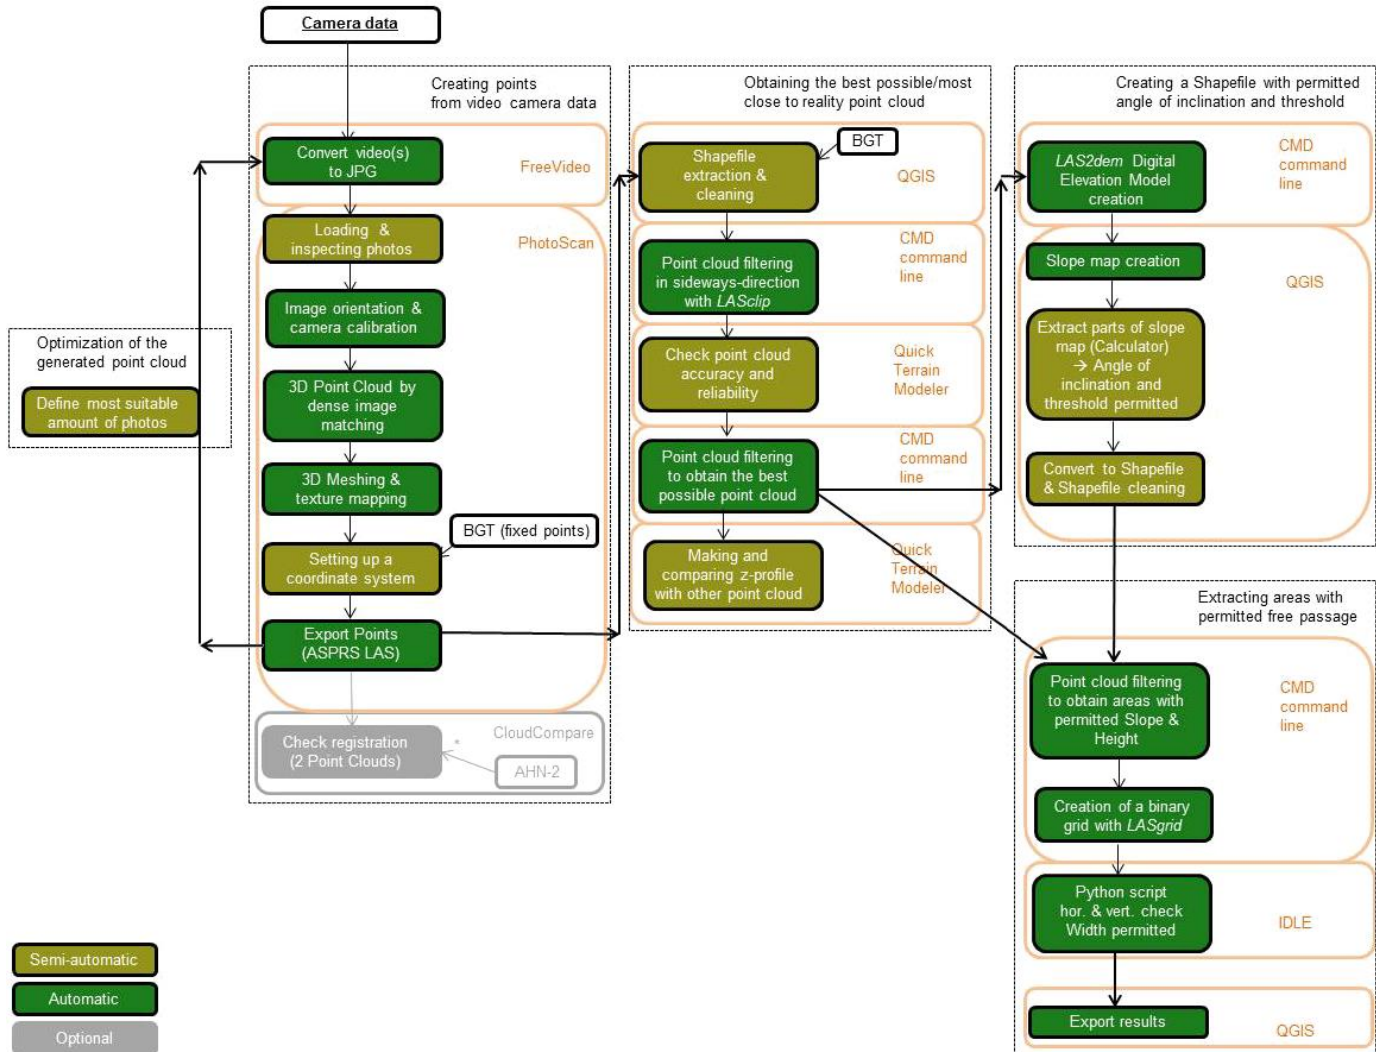 Camera data
Creating points
from video camera data
Convert video(s)
to JPG
FreeVideo
Loading &
inspecting photos
PhotoScan
Image orientation &
camera calibration
3D Point Cloud by
dense image
matching
3D Meshing &
texture mapping
BGT (fixed points)
Setting up a
coordinate system
Export Points
(ASPRS LAS)
CloudCompare
Check registration
(2 Point Clouds)
*
AHN-2
Optimization of the
generated point cloud
Define most suitable
amount of photos
Obtaining the best possible/most
close to reality point cloud
BGT
Shapefile
extraction &
cleaning
QGIS
CMD
command
line
Point cloud filtering
in sideways-direction
with LASclip
Check point cloud
accuracy and
reliability
Quick
Terrain
Modeler
CMD
command
line
Point cloud filtering
to obtain the best
possible point cloud
Making and
comparing z-profile
with other point cloud
Quick
Terrain
Modeler
Creating a Shapefile with permitted
angle of inclination and threshold
CMD
command
line
LAS2dem Digital
Elevation Model
creation
Slope map creation
QGIS
Extract parts of slope
map (Calculator)
→ Angle of
inclination and
threshold permitted
Convert to Shapefile
& Shapefile cleaning
Extracting areas with
permitted free passage
Point cloud filtering
to obtain areas with
permitted Slope &
Height
CMD
command
line
Creation of a binary
grid with LASgrid
Python script
hor. & vert. check
Width permitted
IDLE
Export results
QGIS
Semi-automatic
Automatic
Optional